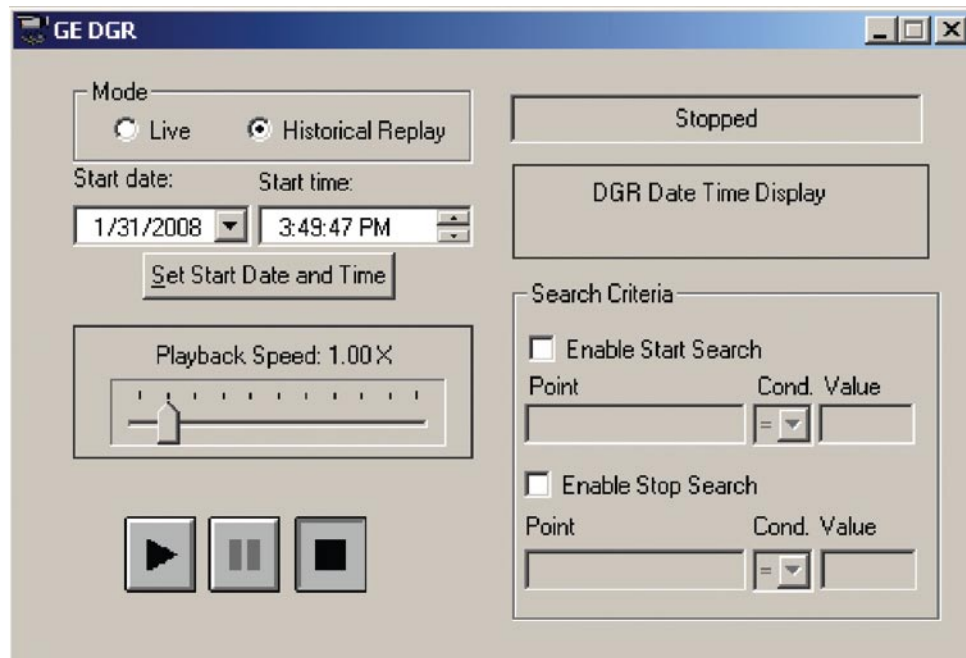 GE DGR
Mode
Live
Historical Replay
Start date:
Start time:
1/31/2008
3:49:47 PM
Set Start Date and Time
Playback Speed: 1.00X
Stopped
DGR Date Time Display
Search Criteria
Enable Start Search
Point
Cond.
Value
=
Enable Stop Search
Point
Cond.
Value
=